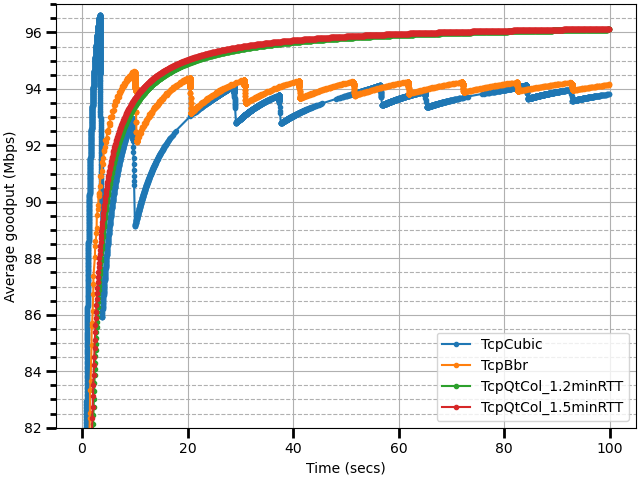 Average goodput (Mbps)
96
94
92
90
88
86
84
82
0
20
40
60
80
100
Time (secs)
TcpCubic
TcpBbr
TcpQtCol_1.2minRTT
TcpQtCol_1.5minRTT